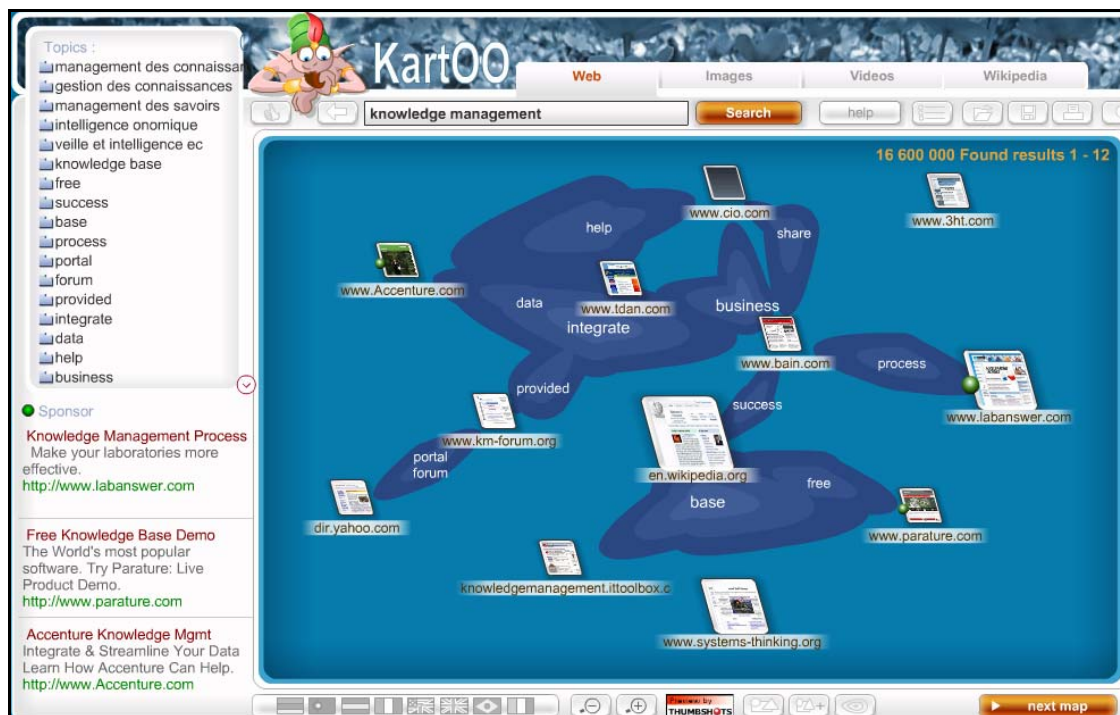 Topics :
management des connaissan
gestion des connaissances
management des savoirs
intelligence onomique
veille et intelligence ec
knowledge base
free
success
base
process
portal
forum
provided
integrate
data
help
business
Sponsor
Knowledge Management Process
Make your laboratories more
effective.
http://www.labanswer.com
Free Knowledge Base Demo
The World's most popular
software. Try Parature: Live
Product Demo.
http://www.parature.com
Accenture Knowledge Mgmt
Integrate & Streamline Your Data
Learn How Accenture Can Help.
http://www.Accenture.com
KartOO
Web
Images
Videos
Wikipedia
knowledge management
Search
help
16 600 000 Found results 1 - 12
www.cio.com
www.3ht.com
help
share
www.Accenture.com
data
www.tdan.com
business
integrate
www.bain.com
process
provided
success
www.labanswer.com
www.km-forum.org
portal
forum
en.wikipedia.org
free
base
dir.yahoo.com
www.parature.com
knowledgemanagement.ittoolbox.c
www.systems-thinking.org
Preview by
THUMBSHOTS
next map